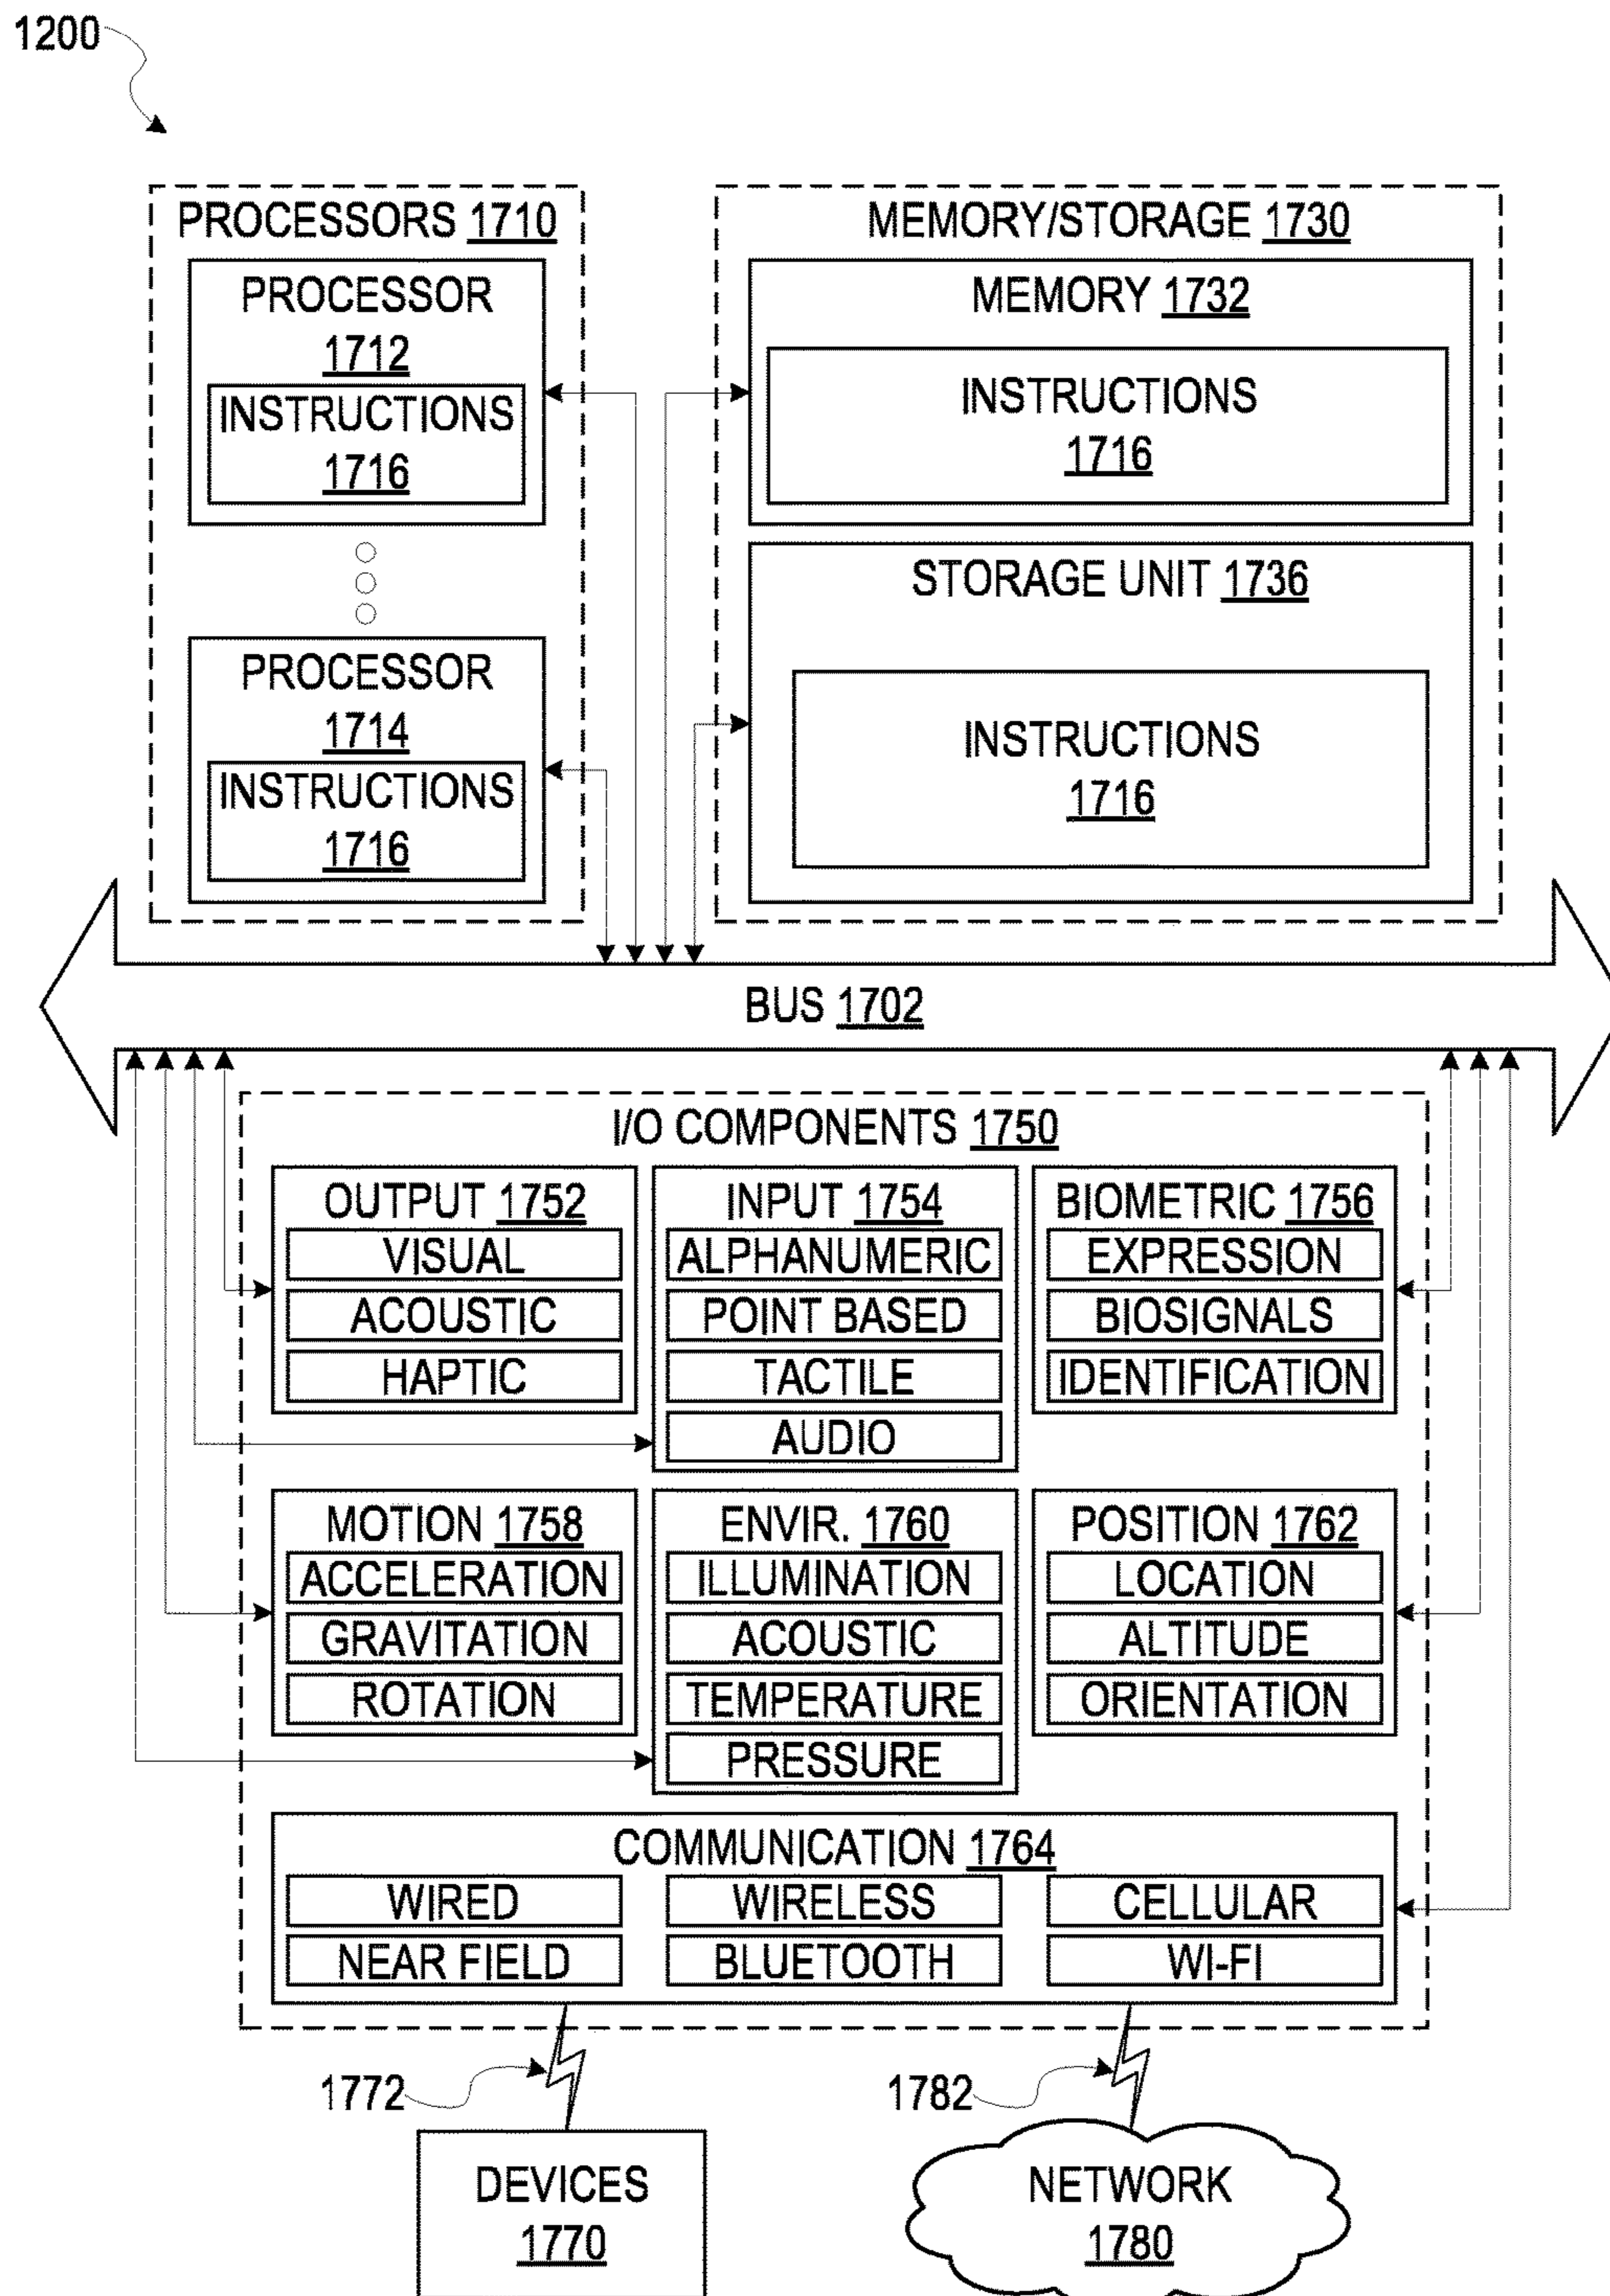 1200
PROCESSORS 1710
PROCESSOR
1712
INSTRUCTIONS
1716
PROCESSOR
1714
INSTRUCTIONS
1716
MEMORY/STORAGE 1730
MEMORY 1732
INSTRUCTIONS
1716
STORAGE UNIT 1736
INSTRUCTIONS
1716
BUS 1702
I/O COMPONENTS 1750
OUTPUT 1752
VISUAL
ACOUSTIC
HAPTIC
INPUT 1754
ALPHANUMERIC
POINT BASED
TACTILE
AUDIO
BIOMETRIC 1756
EXPRESSION
BIOSIGNALS
IDENTIFICATION
MOTION 1758
ACCELERATION
GRAVITATION
ROTATION
ENVIR. 1760
ILLUMINATION
ACOUSTIC
TEMPERATURE
PRESSURE
POSITION 1762
LOCATION
ALTITUDE
ORIENTATION
COMMUNICATION 1764
WIRED
WIRELESS
CELLULAR
NEAR FIELD
BLUETOOTH
WI-FI
1772
1782
DEVICES
1770
NETWORK
1780